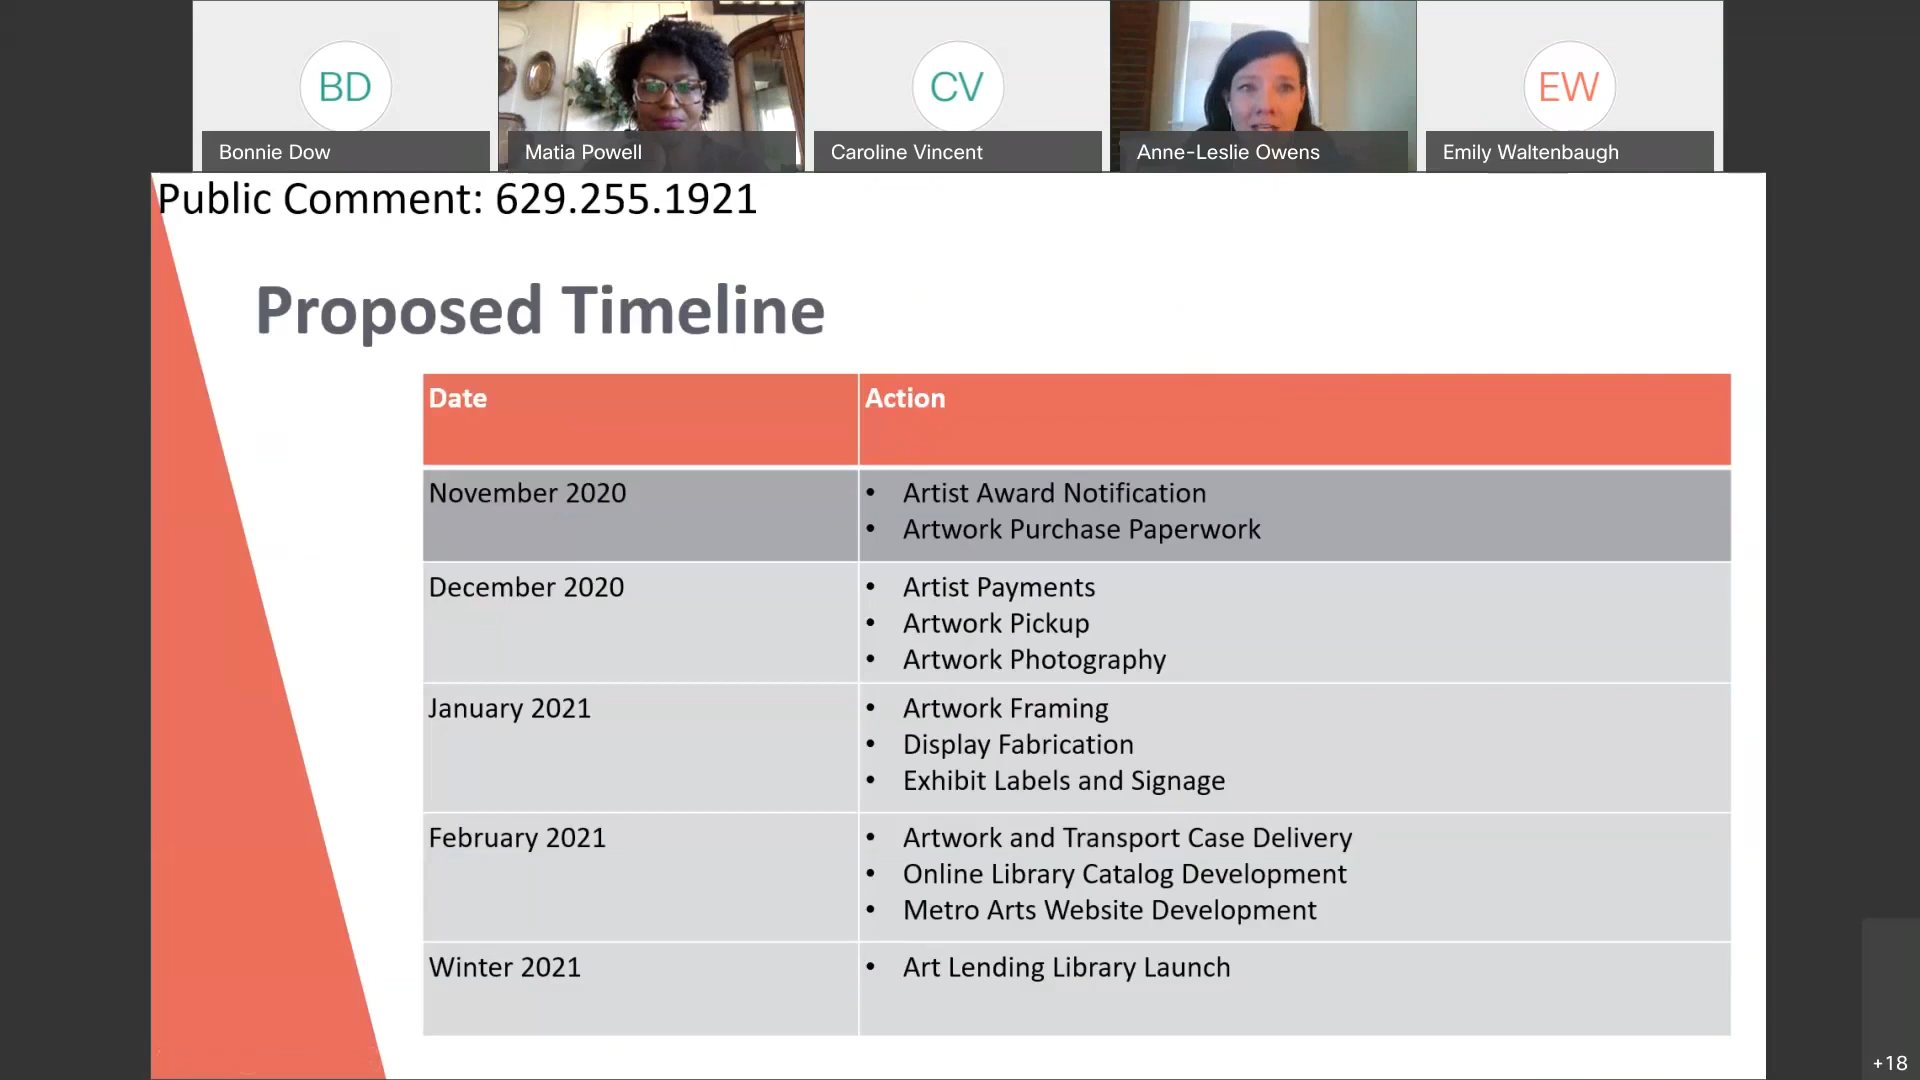 BD
CV
EW
Bonnie Dow
Matia Powell
Caroline Vincent
Anne-Leslie Owens
Emily Waltenbaugh
Public Comment: 629.255.1921
Proposed Timeline
Date
Action
November 2020
• Artist Award Notification
• Artwork Purchase Paperwork
December 2020
• Artist Payments
• Artwork Pickup
• Artwork Photography
January 2021
• Artwork Framing
• Display Fabrication
• Exhibit Labels and Signage
February 2021
• Artwork and Transport Case Delivery
• Online Library Catalog Development
• Metro Arts Website Development
Winter 2021
• Art Lending Library Launch
+18